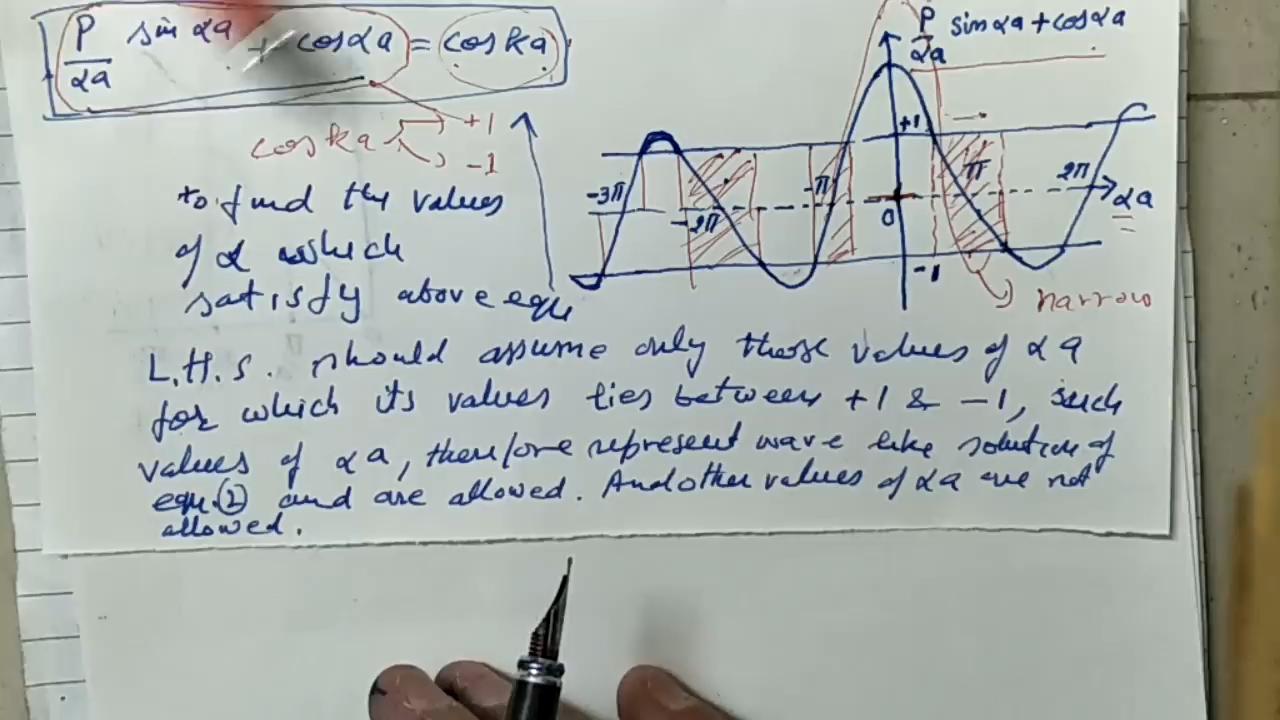 P/αa sin αa + cos αa = cos ka
cos ka +1
-1
to find the values
of α which
satisfy above equ
P/αa sin αa + cos αa
+1
-3π -2π -π 0 π 2π αa
-1
narrow
L.H.S. should assume only those values of αa
for which its values lies between +1 & -1, such
values of αa, therefore represent wave like solution of
equ. (2) and are allowed. And other values of αa are not
allowed.